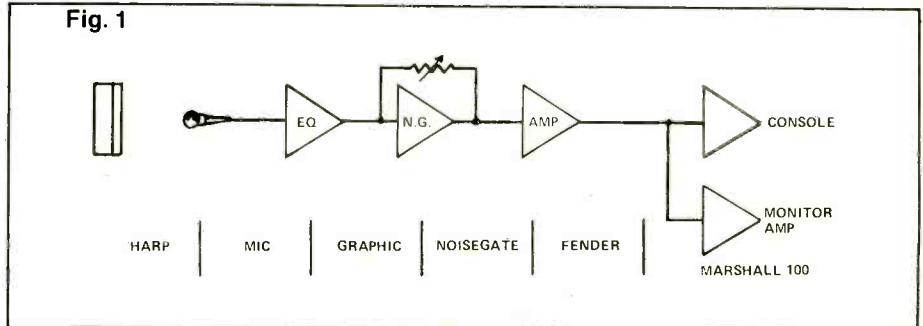 Fig. 1
EQ
N.G.
AMP
CONSOLE
MONITOR
AMP
HARP
MIC
GRAPHIC
NOISEGATE
FENDER
MARSHALL 100